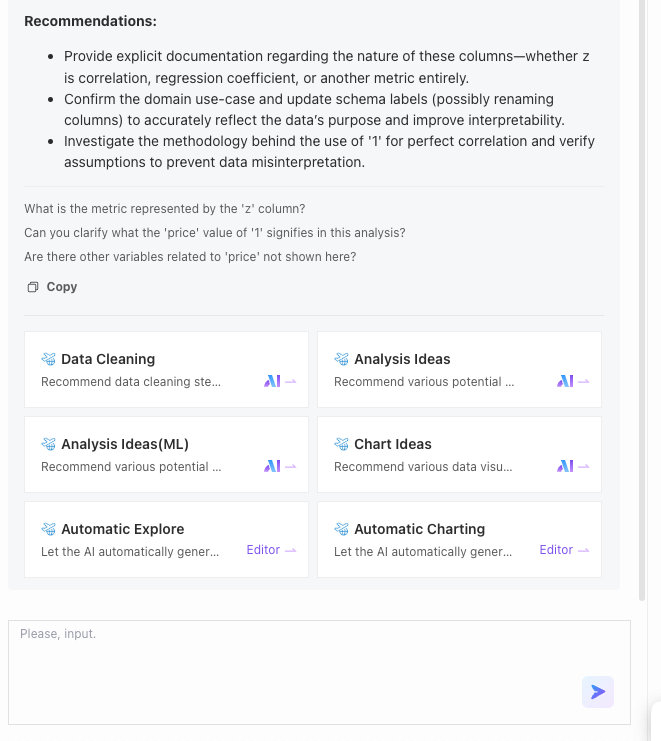 Recommendations:
• Provide explicit documentation regarding the nature of these columns—whether z
is correlation, regression coefficient, or another metric entirely.
• Confirm the domain use-case and update schema labels (possibly renaming
columns) to accurately reflect the data's purpose and improve interpretability.
• Investigate the methodology behind the use of '1' for perfect correlation and verify
assumptions to prevent data misinterpretation.
What is the metric represented by the 'z' column?
Can you clarify what the 'price' value of '1' signifies in this analysis?
Are there other variables related to 'price' not shown here?
Copy
Data Cleaning
Recommend data cleaning ste...
AI
Analysis Ideas
Recommend various potential ...
AI
Analysis Ideas(ML)
Recommend various potential ...
AI
Chart Ideas
Recommend various data visu...
AI
Automatic Explore
Let the AI automatically gener...
Editor
Automatic Charting
Let the AI automatically gener...
Editor
Please, input.